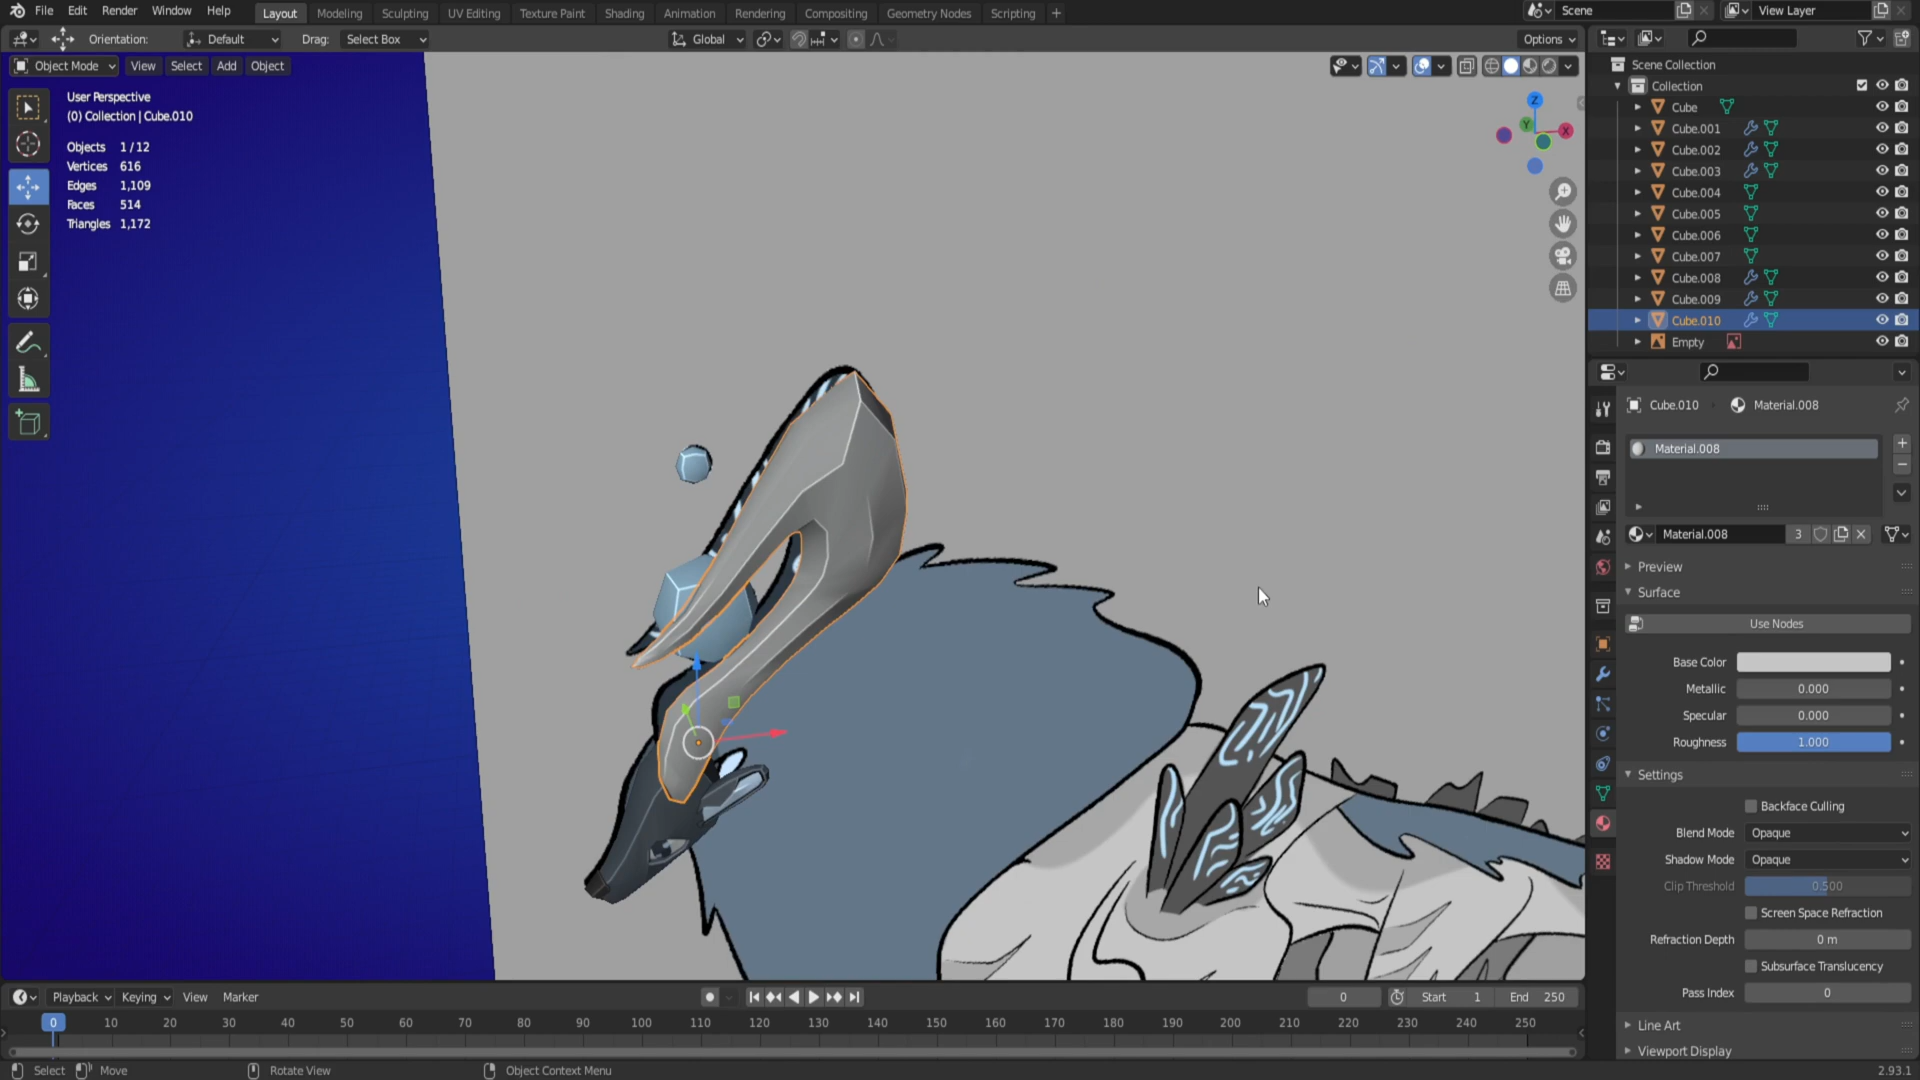 File Edit Render Window Help Layout Modeling Sculpting UV Editing Texture Paint Shading Animation Rendering Compositing Geometry Nodes Scripting + Scene View Layer
Orientation: Default Drag: Select Box Global Options
Object Mode View Select Add Object
User Perspective
(0) Collection | Cube.010
Objects 1 / 12
Vertices 616
Edges 1,109
Faces 514
Triangles 1,172
Z
Y
X
Scene Collection
Collection
Cube
Cube.001
Cube.002
Cube.003
Cube.004
Cube.005
Cube.006
Cube.007
Cube.008
Cube.009
Cube.010
Empty
Cube.010 Material.008
Material.008
Material.008 3
Preview
Surface
Use Nodes
Base Color
Metallic 0.000
Specular 0.000
Roughness 1.000
Settings
Backface Culling
Blend Mode Opaque
Shadow Mode Opaque
Clip Threshold 0.500
Screen Space Refraction
Refraction Depth 0 m
Subsurface Translucency
Pass Index 0
Line Art
Viewport Display
Playback Keying View Marker 0 Start 1 End 250
0 10 20 30 40 50 60 70 80 90 100 110 120 130 140 150 160 170 180 190 200 210 220 230 240 250
Select Move Rotate View Object Context Menu 2.93.1